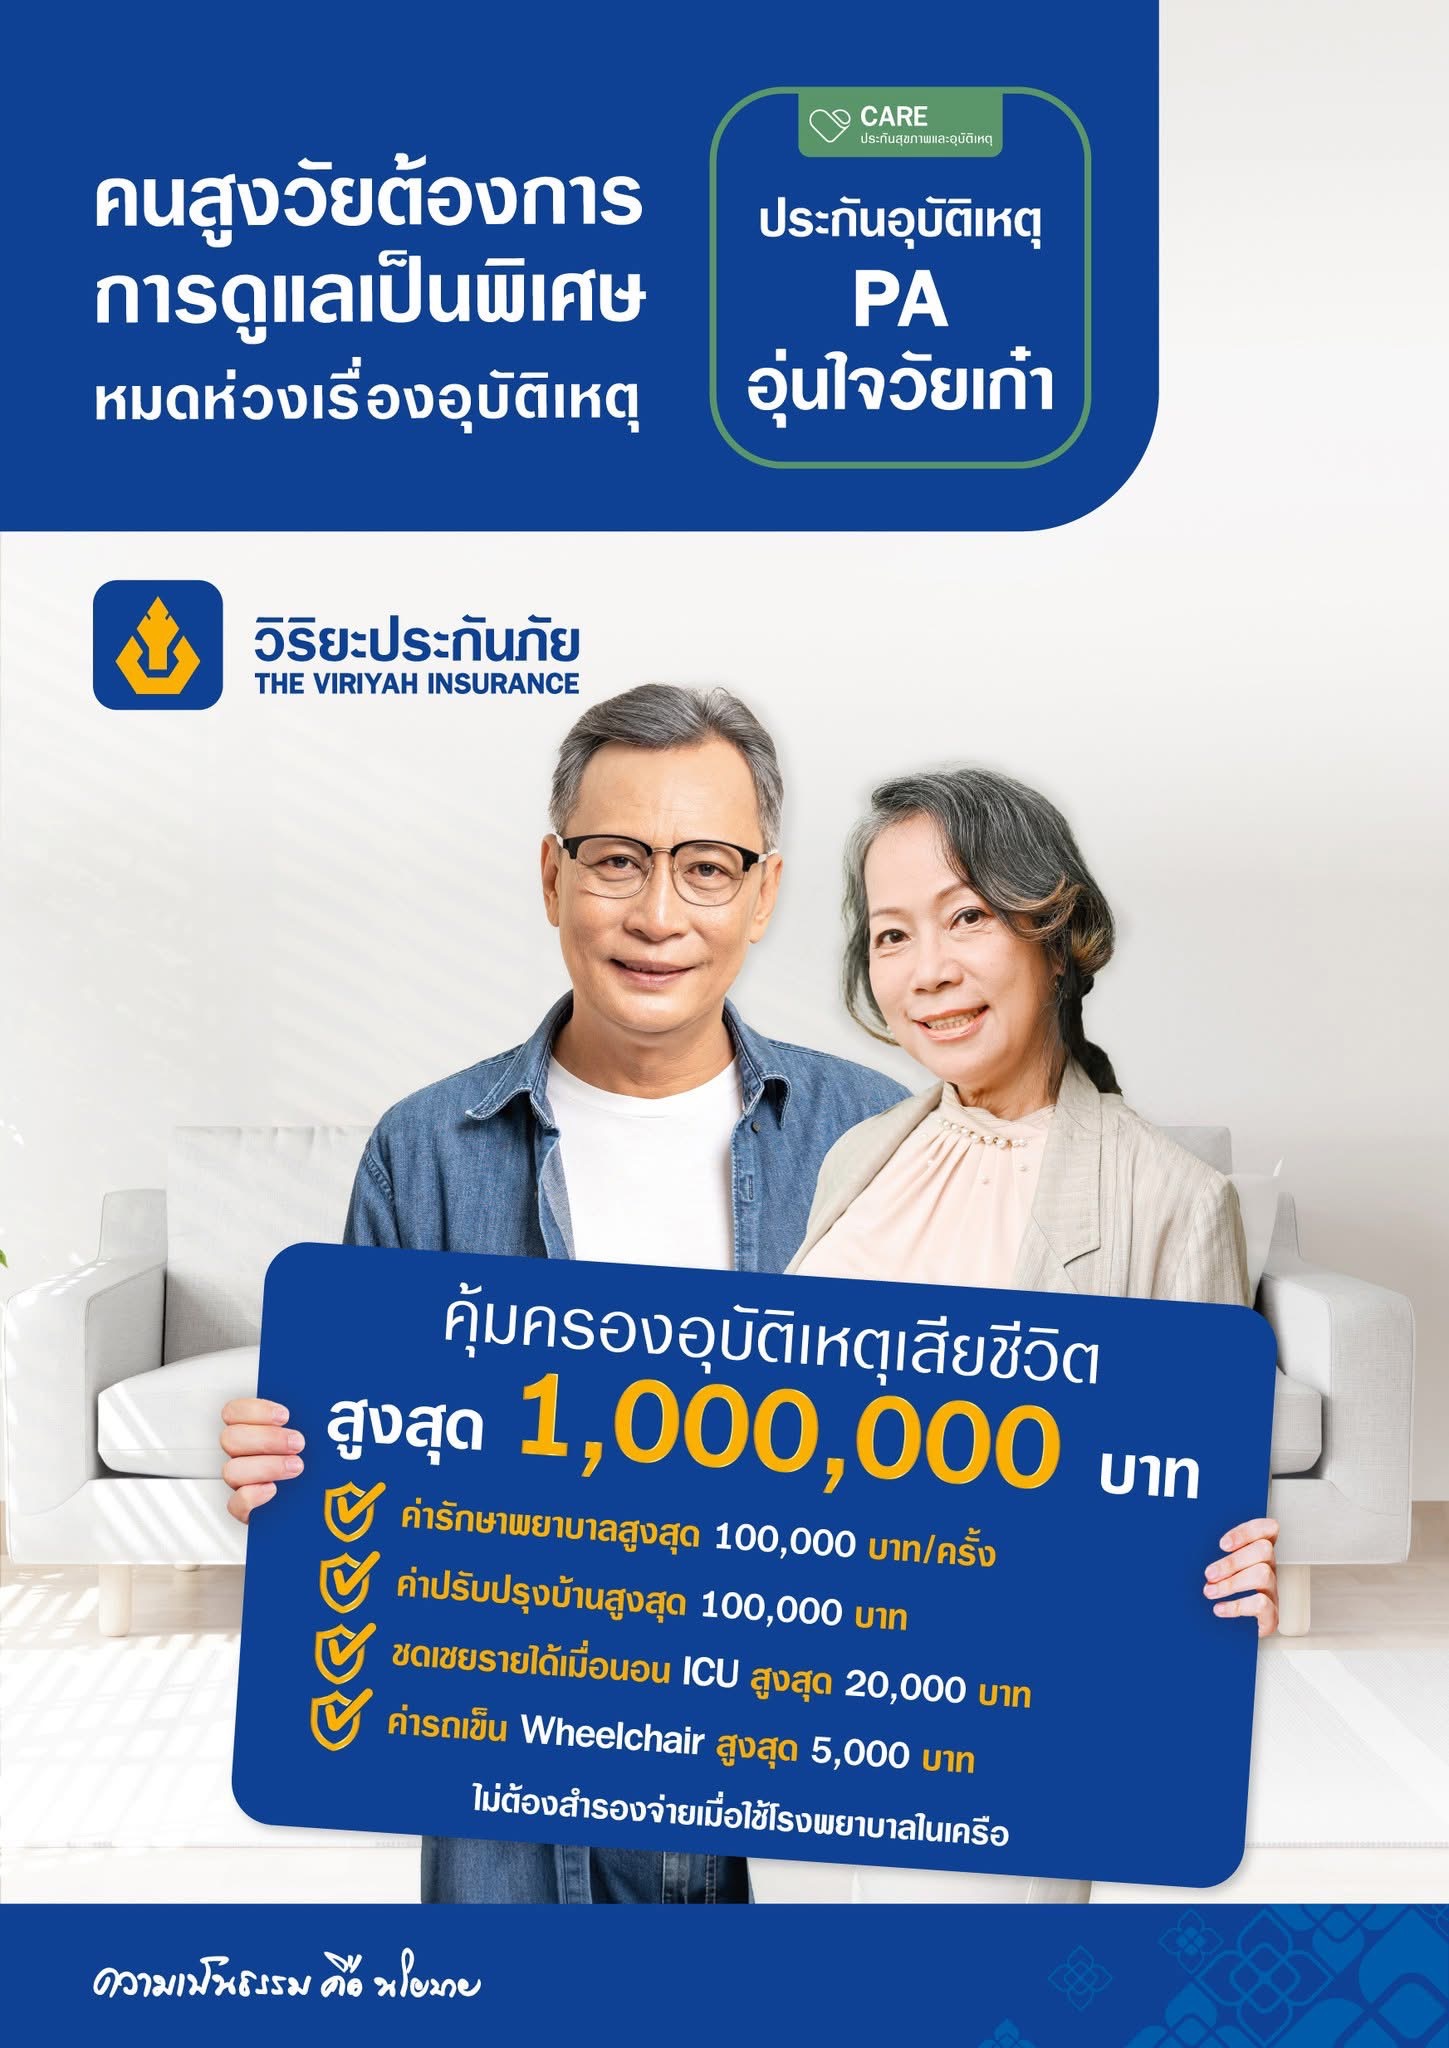 คนสูงวัยต้องการ
การดูแลเป็นพิเศษ
หมดห่วงเรื่องอุบัติเหตุ
CARE
ประกันสุขภาพและอุบัติเหตุ
ประกันอุบัติเหตุ
PA
อุ่นใจวัยเก๋า
วิริยะประกันภัย
THE VIRIYAH INSURANCE
คุ้มครองอุบัติเหตุเสียชีวิต
สูงสุด 1,000,000 บาท
ค่ารักษาพยาบาลสูงสุด 100,000 บาท/ครั้ง
ค่าปรับปรุงบ้านสูงสุด 100,000 บาท
ชดเชยรายได้เมื่อนอน ICU สูงสุด 20,000 บาท
ค่ารถเข็น Wheelchair สูงสุด 5,000 บาท
ไม่ต้องสำรองจ่ายเมื่อใช้โรงพยาบาลในเครือ
ความเป็นธรรม คือ นโยบาย